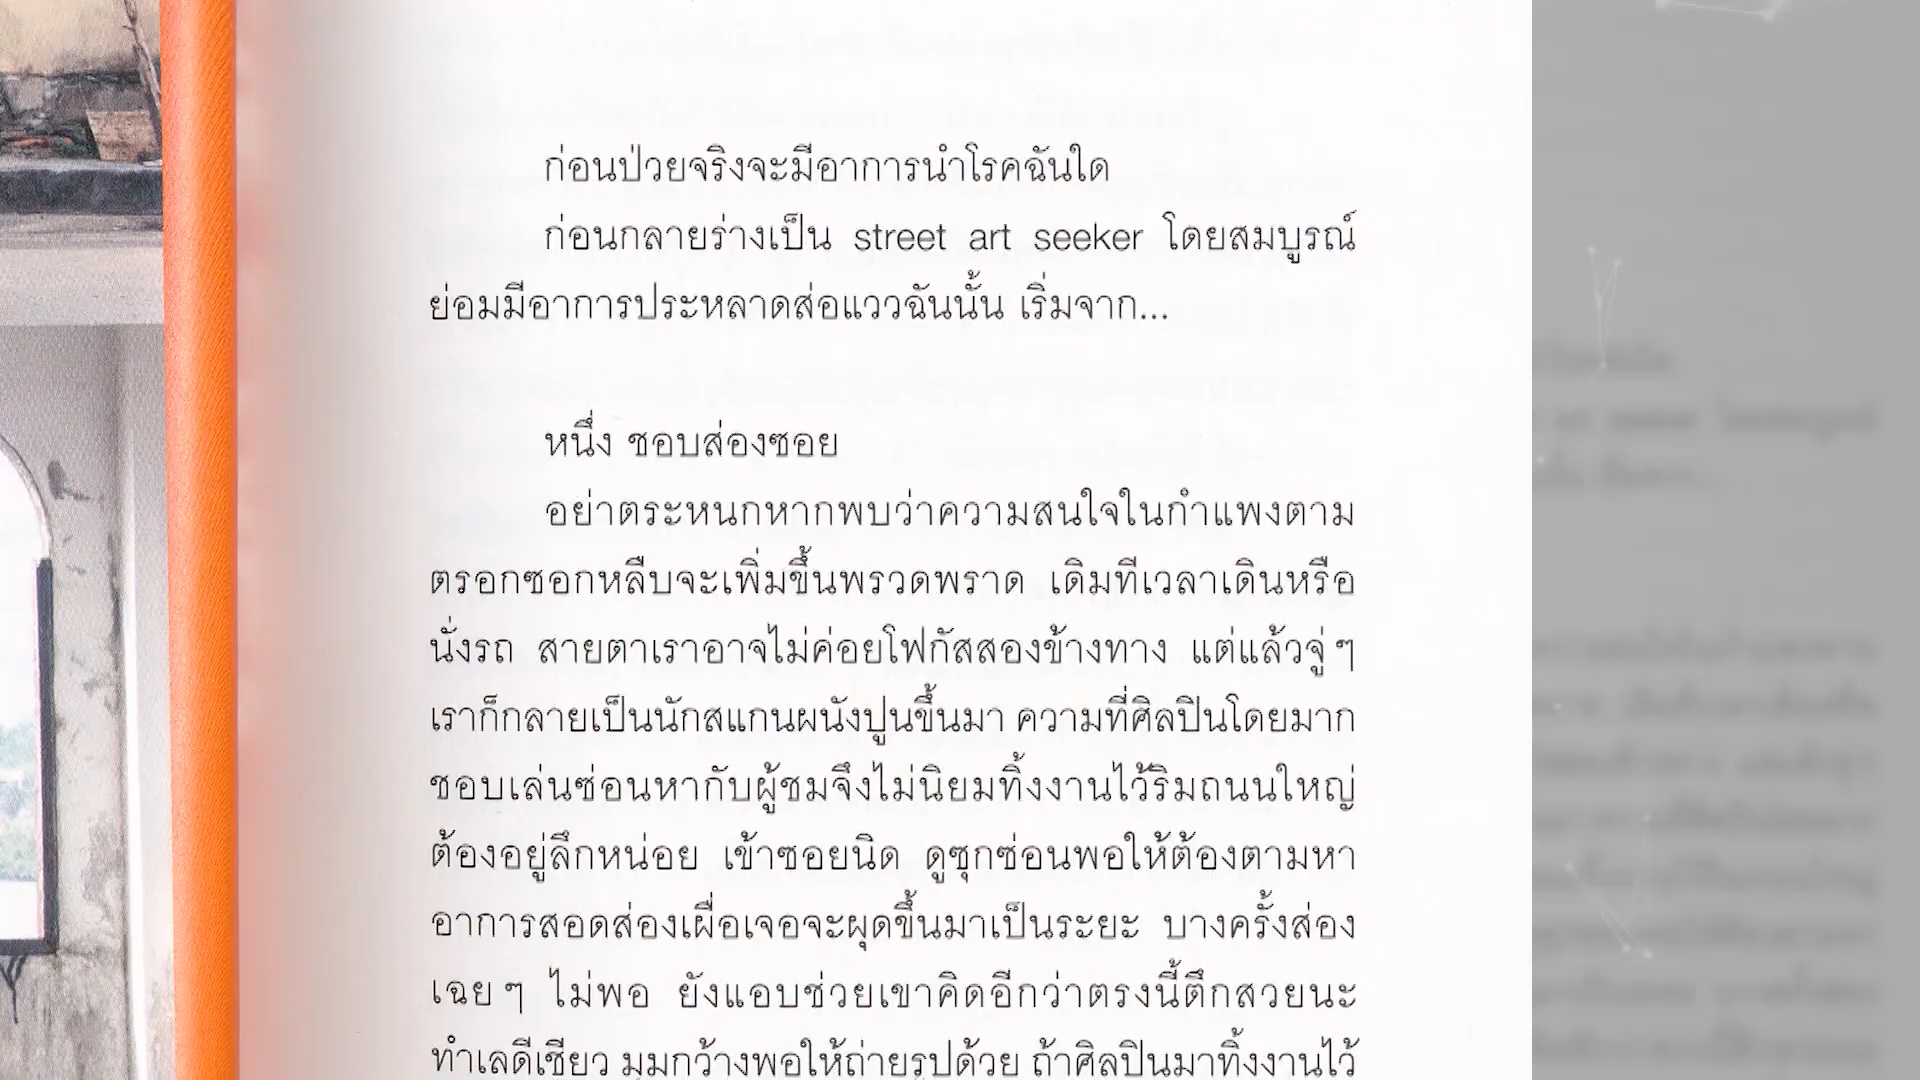 ก่อนป่วยจริงจะมีอาการนำโรคฉันใด
ก่อนกลายร่างเป็น street art seeker โดยสมบูรณ์
ย่อมมีอาการประหลาดส่อแววฉันนั้น เริ่มจาก...
หนึ่ง ชอบส่องซอย
อย่าตระหนกหากพบว่าความสนใจในกำแพงตาม
ตรอกซอกหลืบจะเพิ่มขึ้นพรวดพราด เดิมทีเวลาเดินหรือ
นั่งรถ สายตาเราอาจไม่ค่อยโฟกัสสองข้างทาง แต่แล้วจู่ๆ
เราก็กลายเป็นนักสแกนผนังปูนขึ้นมา ความที่ศิลปินโดยมาก
ชอบเล่นซ่อนหากับผู้ชมจึงไม่นิยมทิ้งงานไว้ริมถนนใหญ่
ต้องอยู่ลึกหน่อย เข้าซอยนิด ดูซุกซ่อนพอให้ต้องตามหา
อาการสอดส่องเผื่อเจอจะผุดขึ้นมาเป็นระยะ บางครั้งส่อง
เฉยๆ ไม่พอ ยังแอบช่วยเขาคิดอีกว่าตรงนี้ตึกสวยนะ
ทำเลดีเชียว มุมกว้างพอให้ถ่ายรูปด้วย ถ้าศิลปินมาทิ้งงานไว้